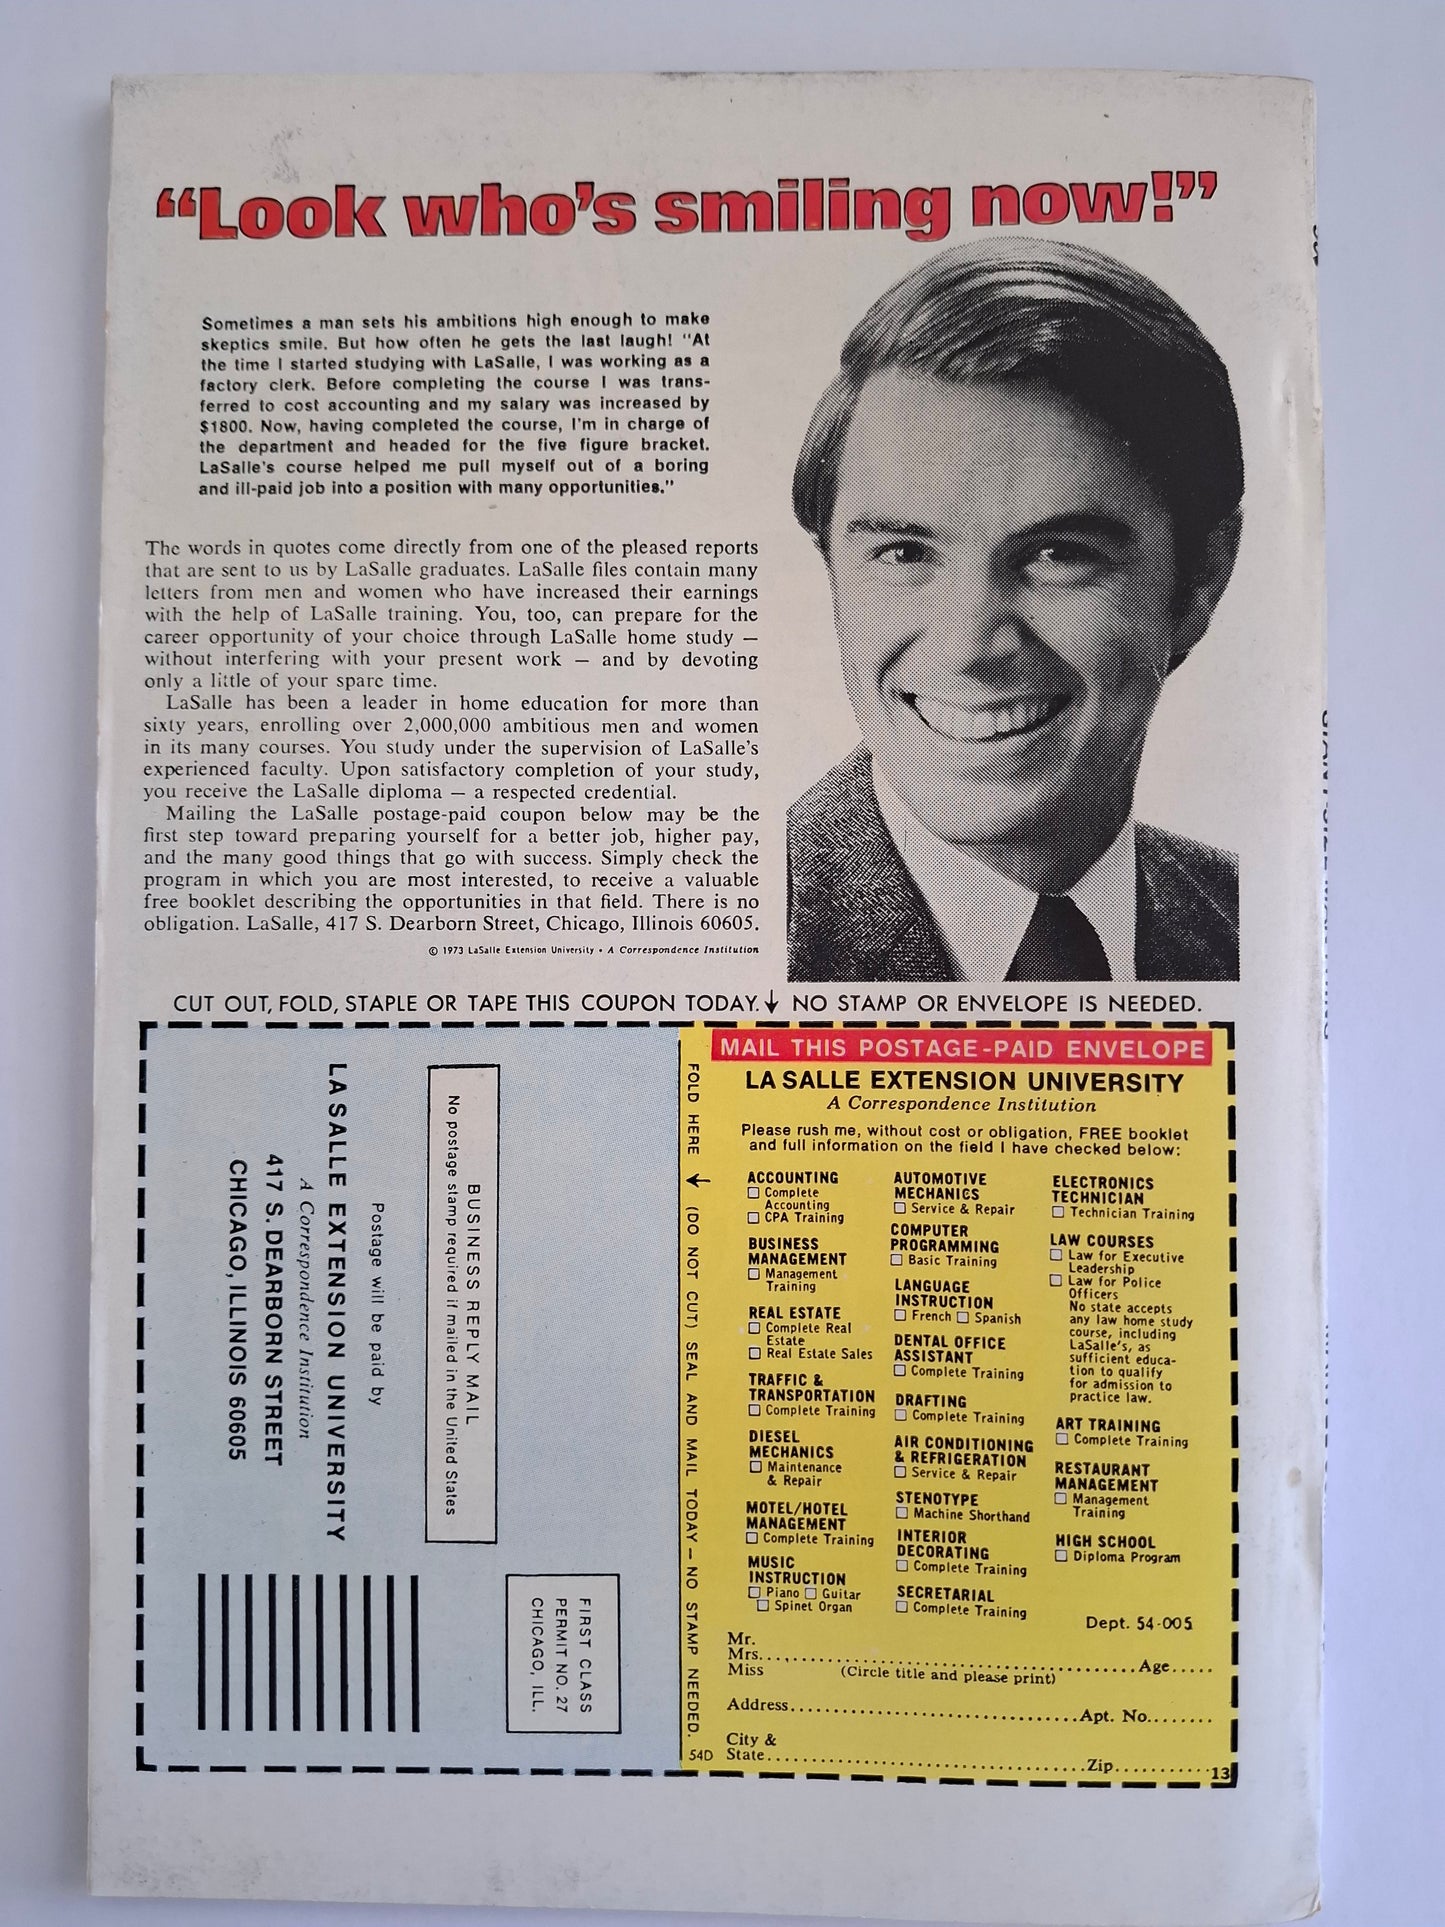 “Look who’s smiling now!”
Sometimes a man sets his ambitions high enough to make
skeptics smile. But how often he gets the last laugh! “At
the time I started studying with LaSalle, I was working as a
factory clerk. Before completing the course I was trans-
ferred to cost accounting and my salary was increased by
$1800. Now, having completed the course, I’m in charge of
the department and headed for the five figure bracket.
LaSalle’s course helped me pull myself out of a boring
and ill-paid job into a position with many opportunities.”
The words in quotes come directly from one of the pleased reports
that are sent to us by LaSalle graduates. LaSalle files contain many
letters from men and women who have increased their earnings
with the help of LaSalle training. You, too, can prepare for the
career opportunity of your choice through LaSalle home study —
without interfering with your present work — and by devoting
only a little of your spare time.
LaSalle has been a leader in home education for more than
sixty years, enrolling over 2,000,000 ambitious men and women
in its many courses. You study under the supervision of LaSalle’s
experienced faculty. Upon satisfactory completion of your study,
you receive the LaSalle diploma — a respected credential.
Mailing the LaSalle postage-paid coupon below may be the
first step toward preparing yourself for a better job, higher pay,
and the many good things that go with success. Simply check the
program in which you are most interested, to receive a valuable
free booklet describing the opportunities in that field. There is no
obligation. LaSalle, 417 S. Dearborn Street, Chicago, Illinois 60605.
© 1973 LaSalle Extension University • A Correspondence Institution
CUT OUT, FOLD, STAPLE OR TAPE THIS COUPON TODAY. ↓ NO STAMP OR ENVELOPE IS NEEDED.
FIRST CLASS
PERMIT NO. 27
CHICAGO, ILL.
BUSINESS REPLY MAIL
No postage stamp required if mailed in the United States
Postage will be paid by
LA SALLE EXTENSION UNIVERSITY
A Correspondence Institution
417 S. DEARBORN STREET
CHICAGO, ILLINOIS 60605
FOLD HERE ↓ (DO NOT CUT) SEAL AND MAIL TODAY — NO STAMP NEEDED.
54D
MAIL THIS POSTAGE-PAID ENVELOPE
LA SALLE EXTENSION UNIVERSITY
A Correspondence Institution
Please rush me, without cost or obligation, FREE booklet
and full information on the field I have checked below:
ACCOUNTING
☐ Complete
Accounting
☐ CPA Training
BUSINESS
MANAGEMENT
☐ Management
Training
REAL ESTATE
☐ Complete Real
Estate
☐ Real Estate Sales
TRAFFIC &
TRANSPORTATION
☐ Complete Training
DIESEL
MECHANICS
☐ Maintenance
& Repair
MOTEL/HOTEL
MANAGEMENT
☐ Complete Training
MUSIC
INSTRUCTION
☐ Piano ☐ Guitar
☐ Spinet Organ
AUTOMOTIVE
MECHANICS
☐ Service & Repair
COMPUTER
PROGRAMMING
☐ Basic Training
LANGUAGE
INSTRUCTION
☐ French ☐ Spanish
DENTAL OFFICE
ASSISTANT
☐ Complete Training
DRAFTING
☐ Complete Training
AIR CONDITIONING
& REFRIGERATION
☐ Service & Repair
STENOTYPE
☐ Machine Shorthand
INTERIOR
DECORATING
☐ Complete Training
SECRETARIAL
☐ Complete Training
ELECTRONICS
TECHNICIAN
☐ Technician Training
LAW COURSES
☐ Law for Executive
Leadership
☐ Law for Police
Officers
No state accepts
any law home study
course, including
LaSalle’s, as
sufficient educa-
tion to qualify
for admission to
practice law.
ART TRAINING
☐ Complete Training
RESTAURANT
MANAGEMENT
☐ Management
Training
HIGH SCHOOL
☐ Diploma Program
Dept. 54-005
Mr.
Mrs. Age
Miss (Circle title and please print)
Address Apt. No.
City &
State Zip
13